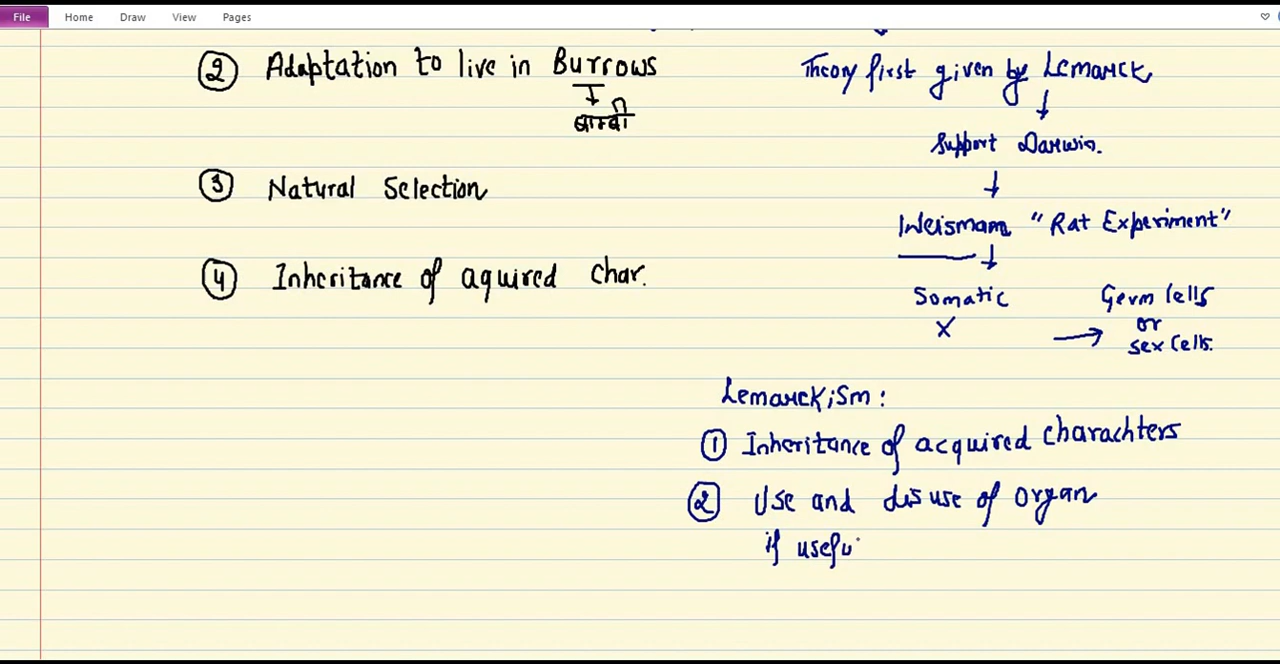 File Home Draw View Pages
② Adaptation to live in Burrows
↓
बाम्बी
③ Natural Selection
④ Inheritance of aquired char.
Theory first given by Lemarck
↓
Support Darwin.
↓
Weismann "Rat Experiment"
↓
Somatic
X
→ Germ Cells
or
sex cells.
Lemarckism:
① Inheritance of acquired charachters
② Use and disuse of organ
if usefu